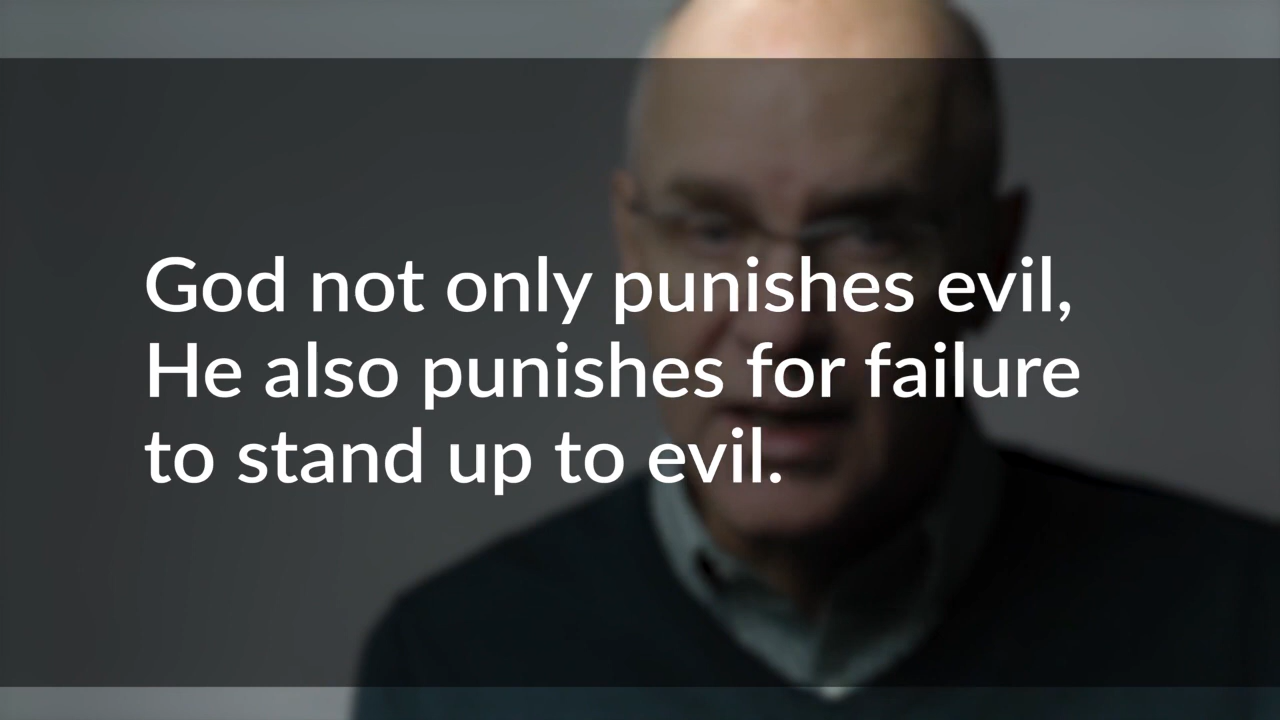 God not only punishes evil,
He also punishes for failure
to stand up to evil.